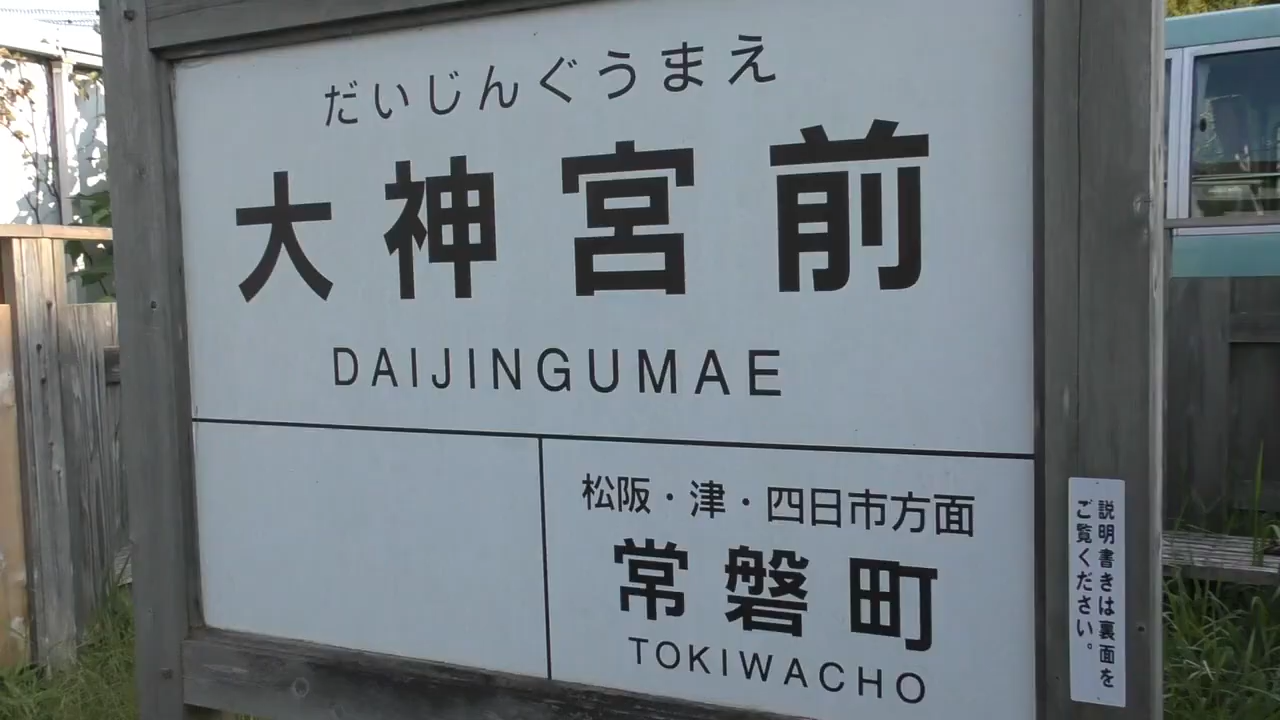 だいじんぐうまえ
大神宮前
DAIJINGUMAE
松阪・津・四日市方面
常磐町
TOKIWACHO
説明書きは裏面を
ご覧ください。